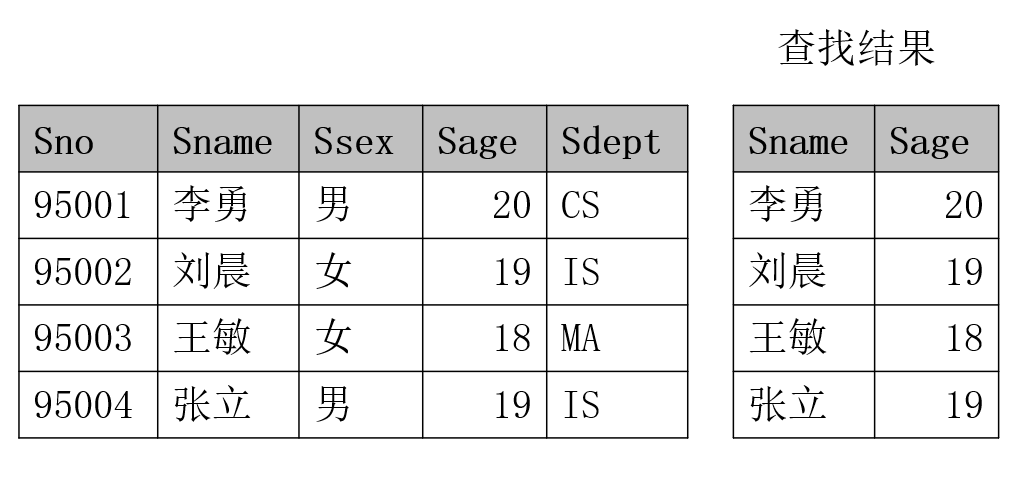 查找结果
Sno Sname Ssex Sage Sdept Sname Sage
95001 李勇 男 20 CS 李勇 20
95002 刘晨 女 19 IS 刘晨 19
95003 王敏 女 18 MA 王敏 18
95004 张立 男 19 IS 张立 19